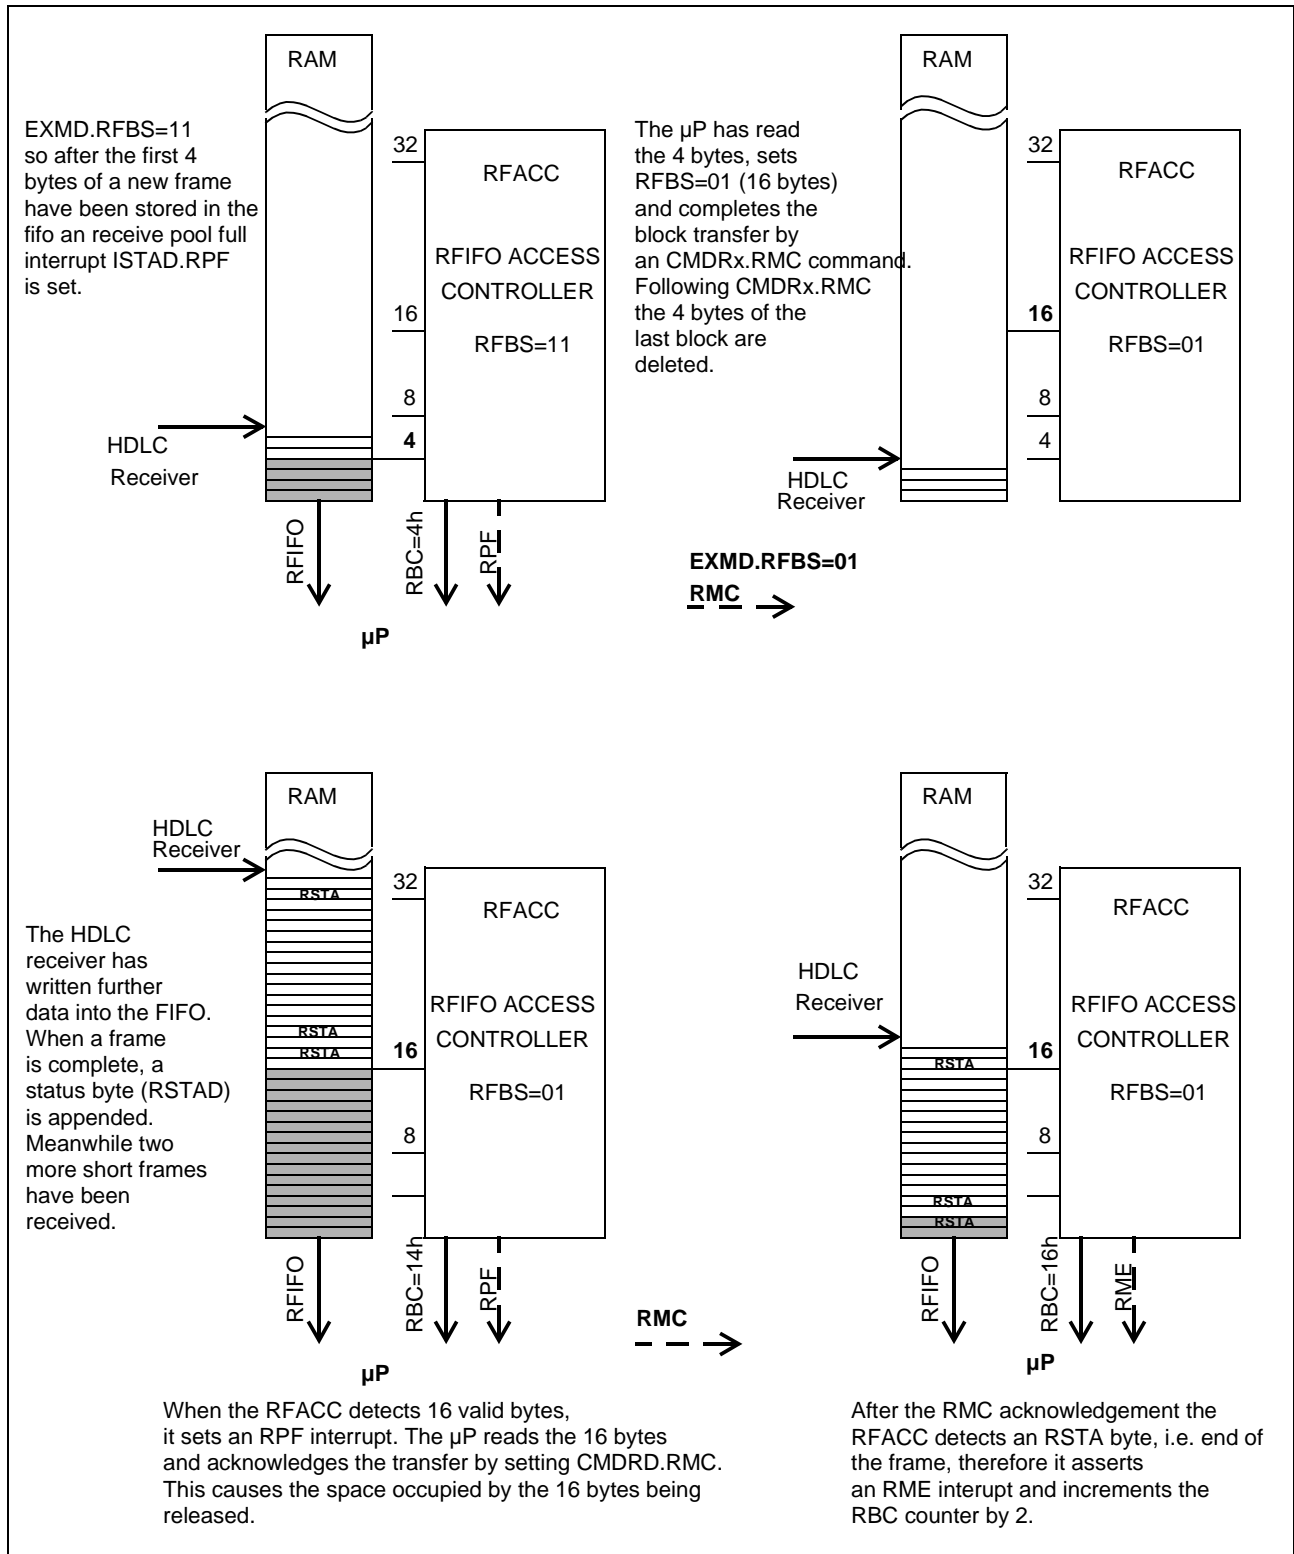 RAM
EXMD.RFBS=11
so after the first 4
bytes of a new frame
have been stored in the
fifo an receive pool full
interrupt ISTAD.RPF
is set.
32
RFACC
RFIFO ACCESS
CONTROLLER
16
RFBS=11
8
4
HDLC
Receiver
RFIFO
RBC=4h
RPF
µP
The µP has read
the 4 bytes, sets
RFBS=01 (16 bytes)
and completes the
block transfer by
an CMDRx.RMC command.
Following CMDRx.RMC
the 4 bytes of the
last block are
deleted.
RAM
32
RFACC
RFIFO ACCESS
CONTROLLER
16
RFBS=01
8
4
HDLC
Receiver
EXMD.RFBS=01
RMC
RAM
HDLC
Receiver
RSTA
32
RFACC
The HDLC
receiver has
written further
data into the FIFO.
When a frame
is complete, a
status byte (RSTAD)
is appended.
Meanwhile two
more short frames
have been
received.
RFIFO ACCESS
CONTROLLER
RSTA
RSTA
16
RFBS=01
8
RFIFO
RBC=14h
RPF
µP
When the RFACC detects 16 valid bytes,
it sets an RPF interrupt. The µP reads the 16 bytes
and acknowledges the transfer by setting CMDRD.RMC.
This causes the space occupied by the 16 bytes being
released.
RMC
RAM
32
RFACC
HDLC
Receiver
RFIFO ACCESS
CONTROLLER
16
RSTA
RFBS=01
8
RSTA
RSTA
RFIFO
RBC=16h
RME
µP
After the RMC acknowledgement the
RFACC detects an RSTA byte, i.e. end of
the frame, therefore it asserts
an RME interupt and increments the
RBC counter by 2.